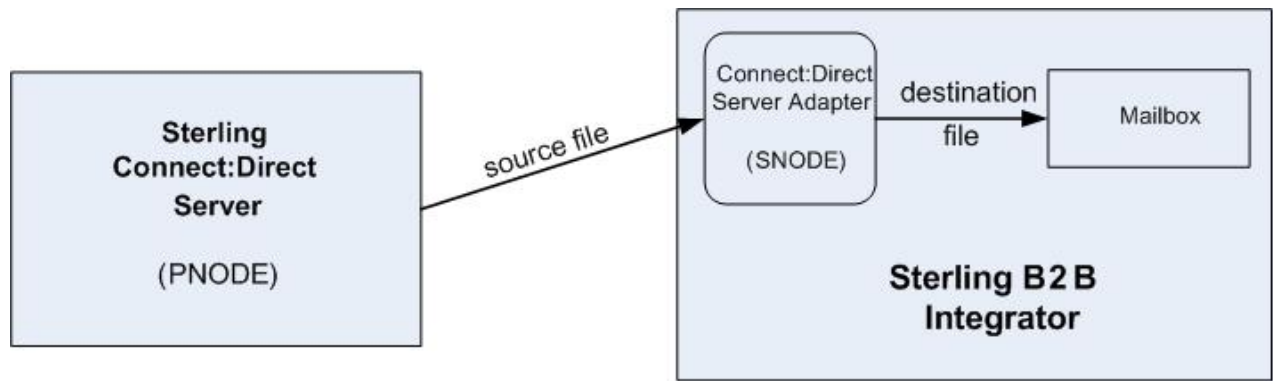 Sterling
Connect:Direct
Server
(PNODE)
source file
Connect:Direct
Server Adapter
(SNODE)
destination
file
Mailbox
Sterling B2B
Integrator